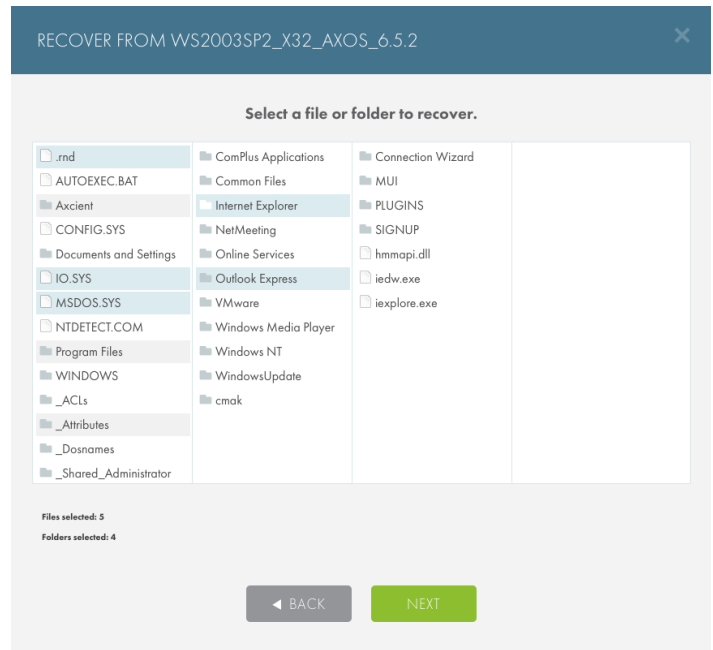 RECOVER FROM WS2003SP2_X32_AXOS_6.5.2
Select a file or folder to recover.
.rnd
AUTOEXEC.BAT
Axcient
CONFIG.SYS
Documents and Settings
IO.SYS
MSDOS.SYS
NTDETECT.COM
Program Files
WINDOWS
_ACLs
_Attributes
_Dosnames
_Shared_Administrator
ComPlus Applications
Common Files
Internet Explorer
NetMeeting
Online Services
Outlook Express
VMware
Windows Media Player
Windows NT
WindowsUpdate
cmak
Connection Wizard
MUI
PLUGINS
SIGNUP
hmmapi.dll
iedw.exe
iexplore.exe
Files selected: 5
Folders selected: 4
BACK
NEXT